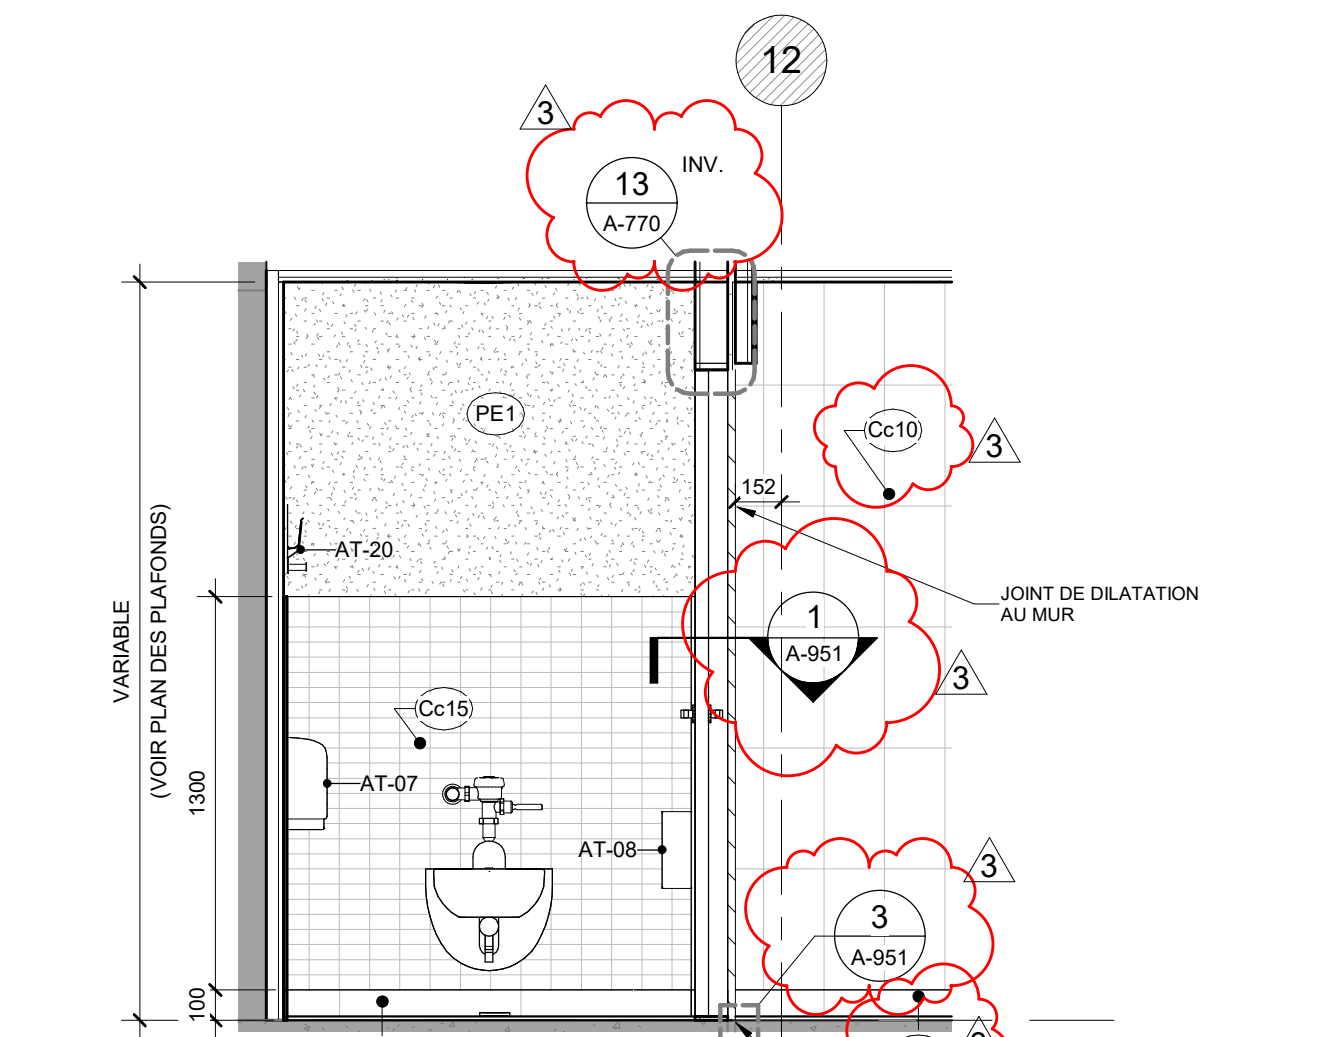 12
3
INV.
13
A-770
PE1
Cc10
3
152
AT-20
JOINT DE DILATATION
AU MUR
1
A-951
3
VARIABLE
(VOIR PLAN DES PLAFONDS)
Cc15
1300
AT-07
AT-08
3
3
A-951
100